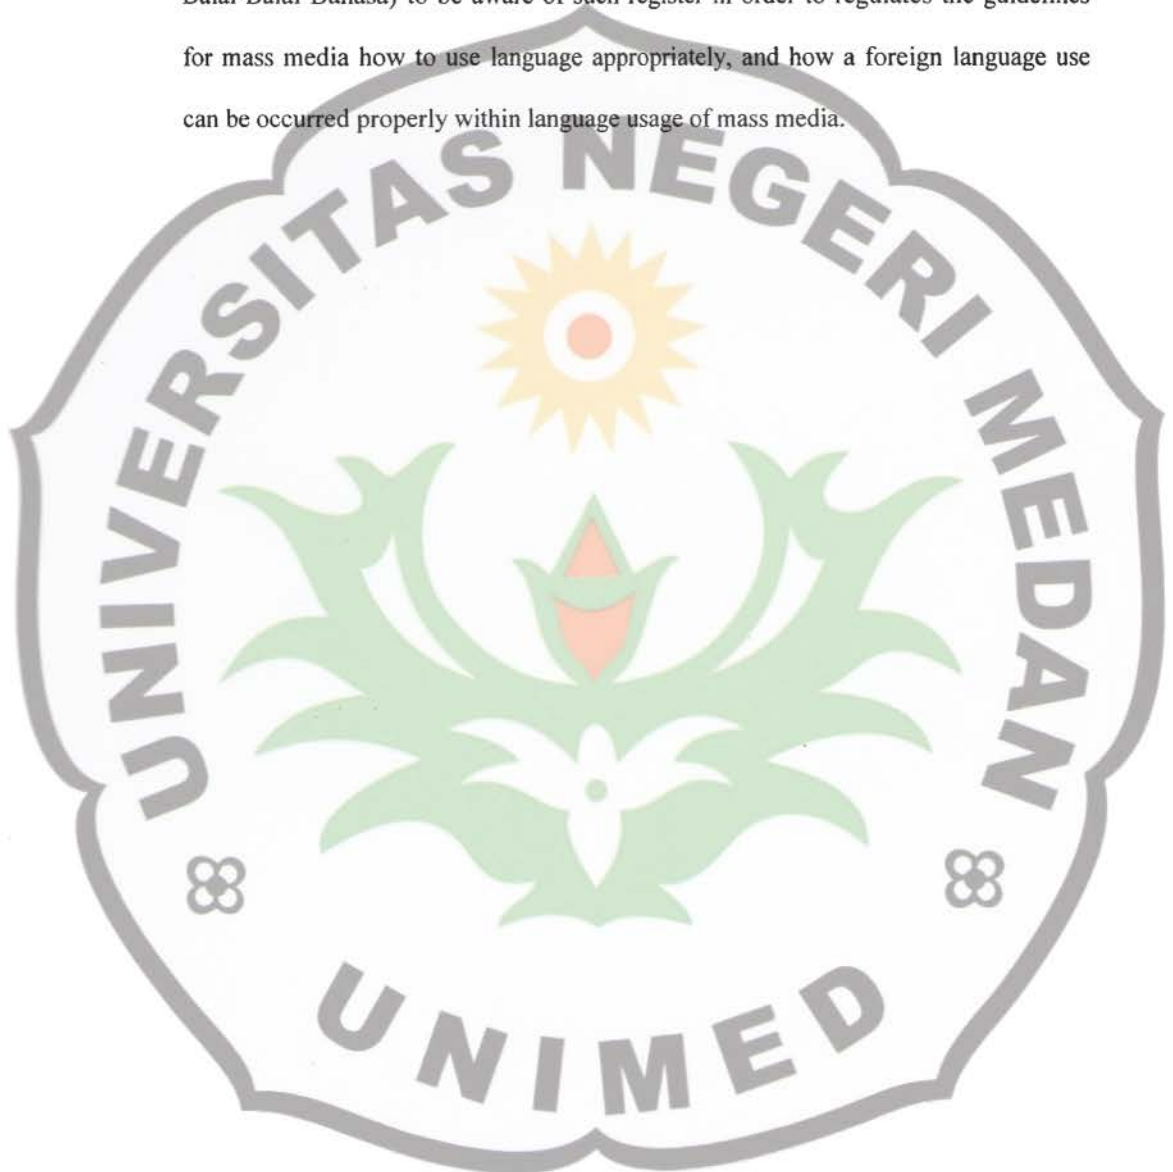 Balai-Balai Bahasa) to be aware of such register in order to regulates the guidelines
for mass media how to use language appropriately, and how a foreign language use
can be occurred properly within language usage of mass media.
UNIVERSITAS NEGERI MEDAN
UNIMED